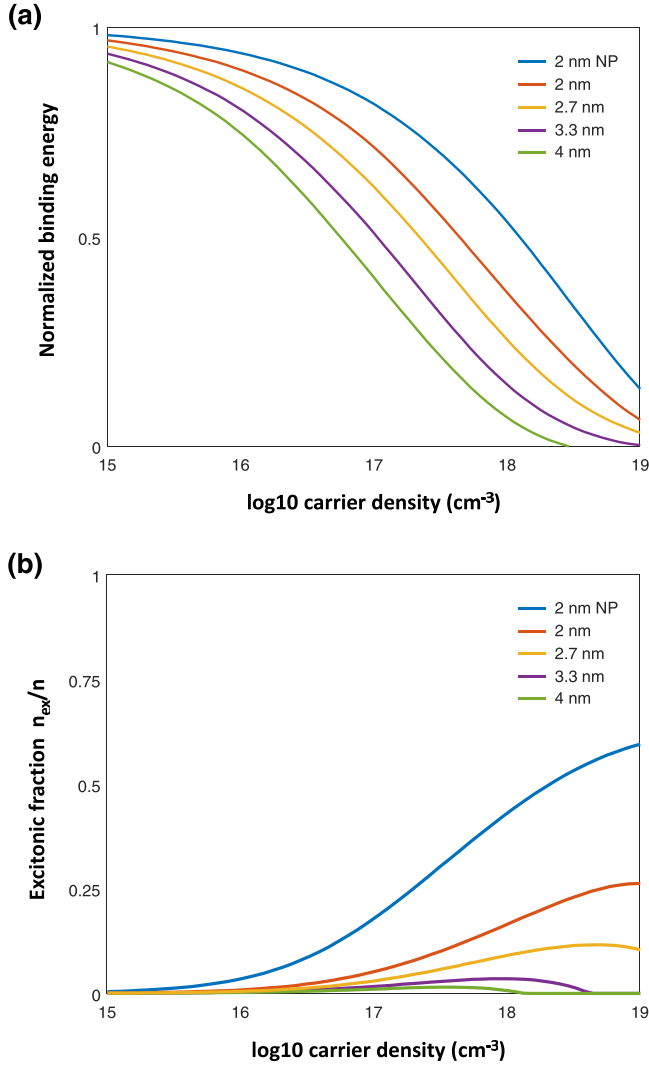 (a)
1
0.5
0
Normalized binding energy
2 nm NP
2 nm
2.7 nm
3.3 nm
4 nm
15 16 17 18 19
log10 carrier density (cm-3)
(b)
1
0.75
0.5
0.25
0
Excitonic fraction nex/n
2 nm NP
2 nm
2.7 nm
3.3 nm
4 nm
15 16 17 18 19
log10 carrier density (cm-3)